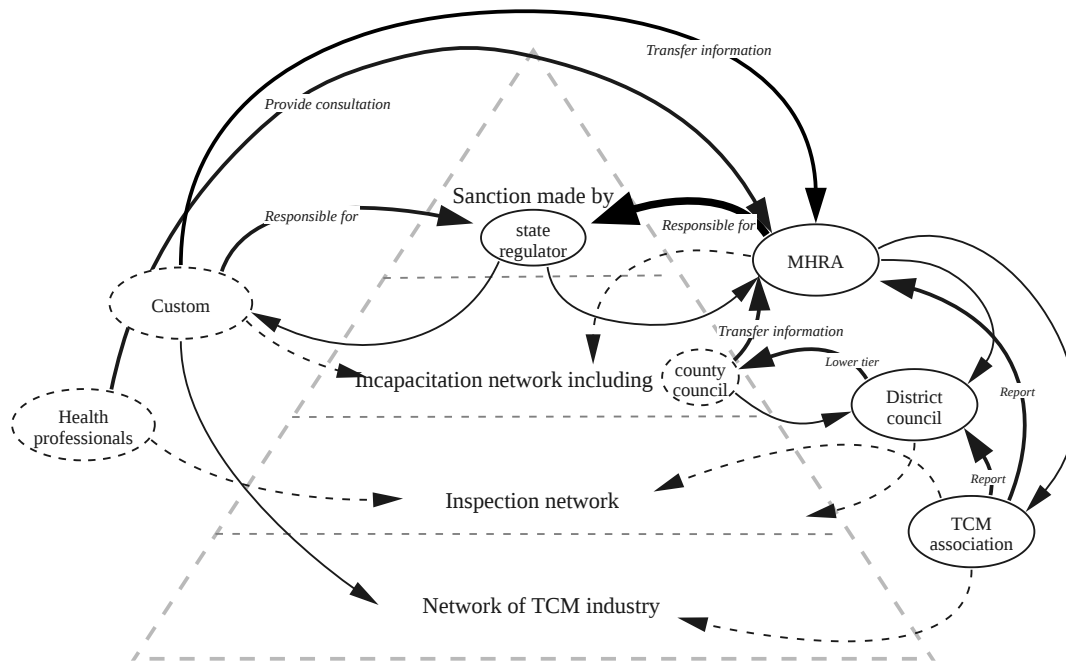 Transfer information
Provide consultation
Sanction made by
Responsible for
Responsible for
state
regulator
MHRA
Custom
Transfer information
Lower tier
Incapacitation network including
county
council
Report
District
council
Health
professionals
Report
Inspection network
TCM
association
Network of TCM industry